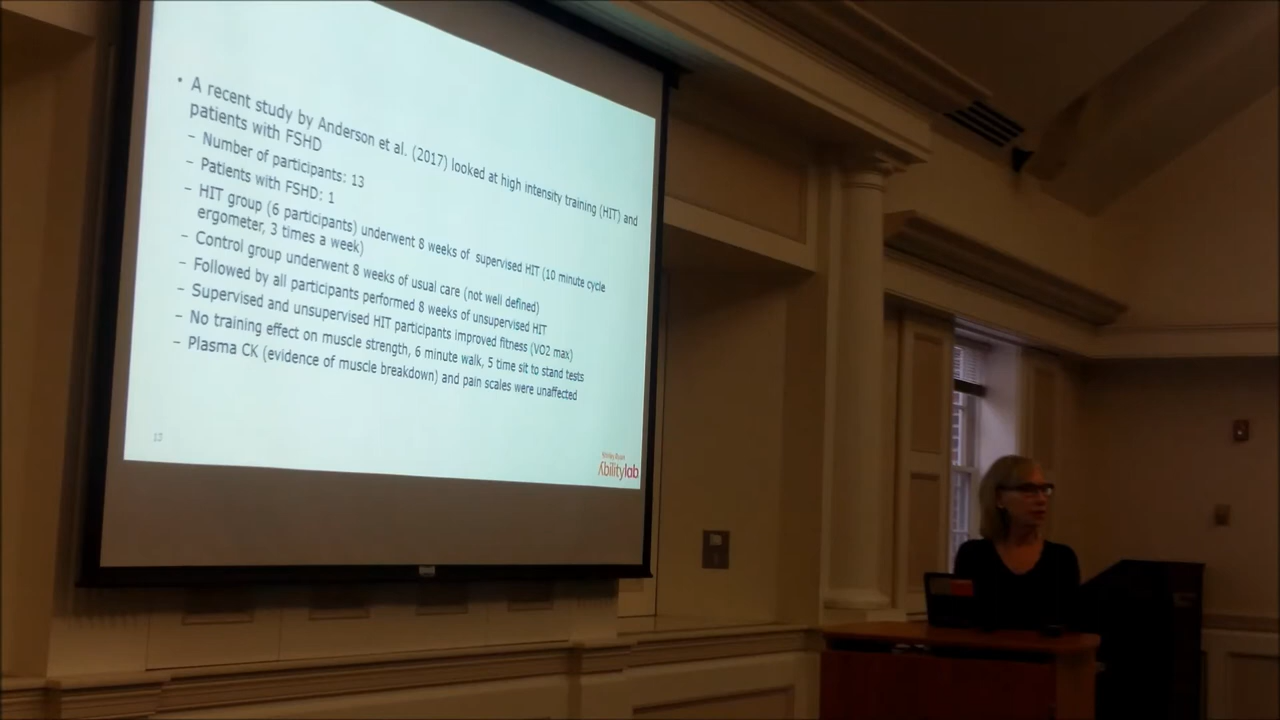 • A recent study by Anderson et al. (2017) looked at high intensity training (HIT) and
patients with FSHD
– Number of participants: 13
– Patients with FSHD: 1
– HIT group (6 participants) underwent 8 weeks of supervised HIT (10 minute cycle
ergometer, 3 times a week)
– Control group underwent 8 weeks of usual care (not well defined)
– Followed by all participants performed 8 weeks of unsupervised HIT
– Supervised and unsupervised HIT participants improved fitness (VO2 max)
– No training effect on muscle strength, 6 minute walk, 5 time sit to stand tests
– Plasma CK (evidence of muscle breakdown) and pain scales were unaffected
13
Shirley Ryan
Abilitylab